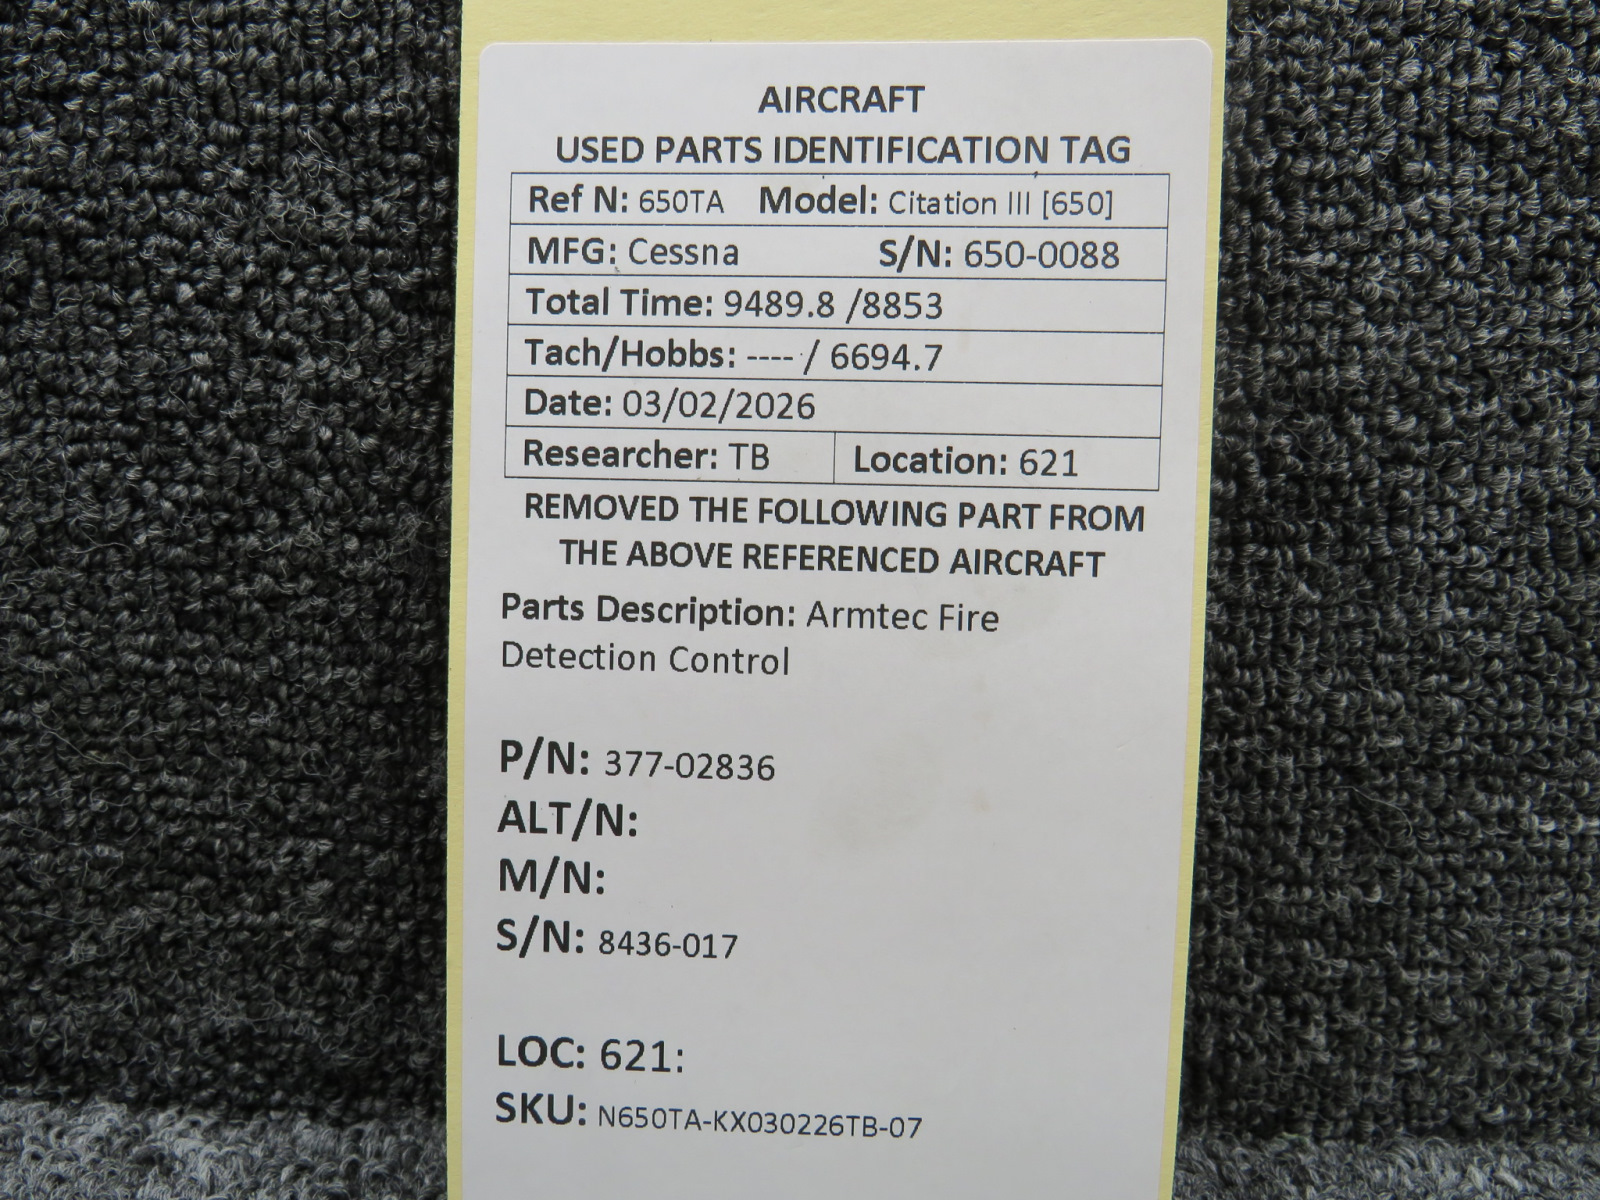 AIRCRAFT
USED PARTS IDENTIFICATION TAG
Ref N: 650TA Model: Citation III [650]
MFG: Cessna S/N: 650-0088
Total Time: 9489.8 /8853
Tach/Hobbs: ---- / 6694.7
Date: 03/02/2026
Researcher: TB Location: 621
REMOVED THE FOLLOWING PART FROM
THE ABOVE REFERENCED AIRCRAFT
Parts Description: Armtec Fire
Detection Control
P/N: 377-02836
ALT/N:
M/N:
S/N: 8436-017
LOC: 621:
SKU: N650TA-KX030226TB-07